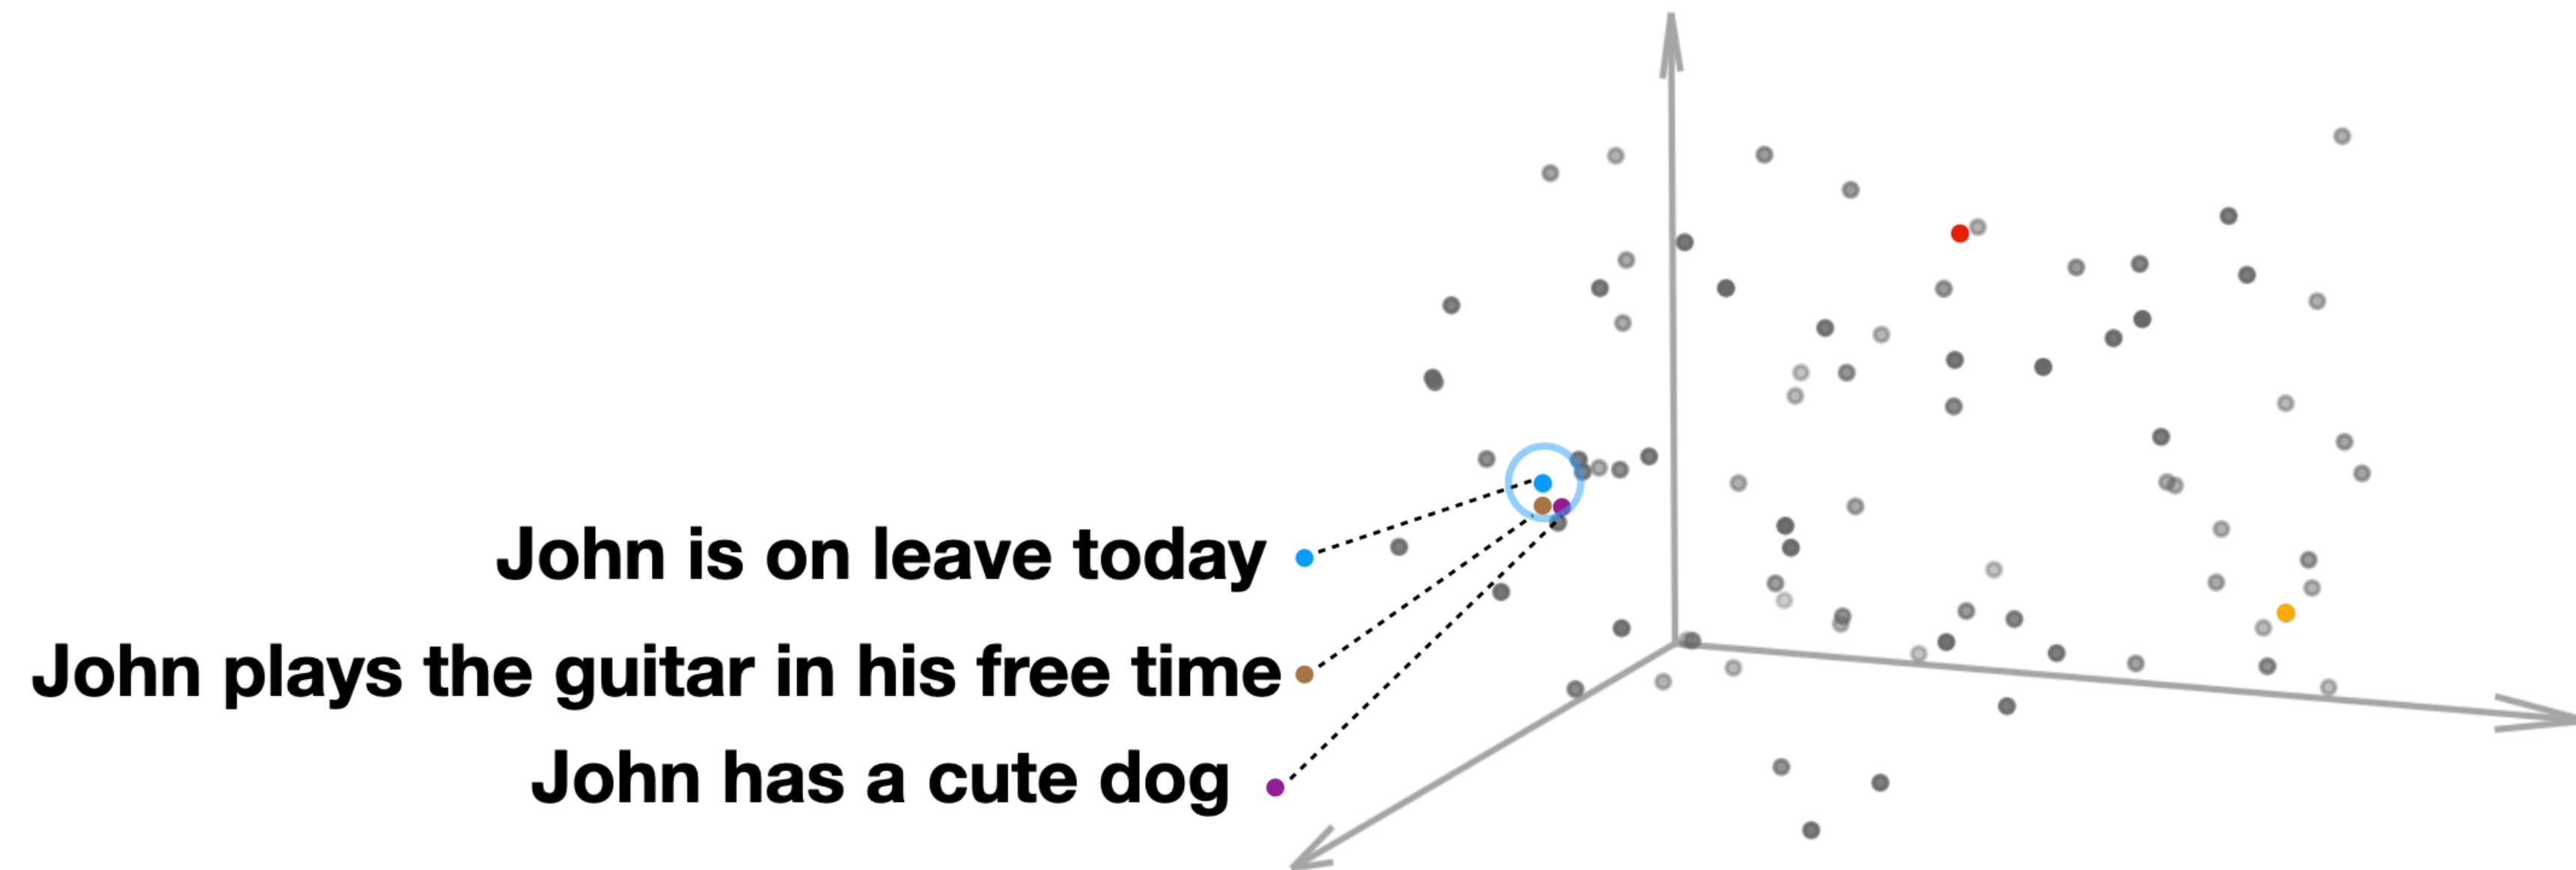 John is on leave today
John plays the guitar in his free time
John has a cute dog